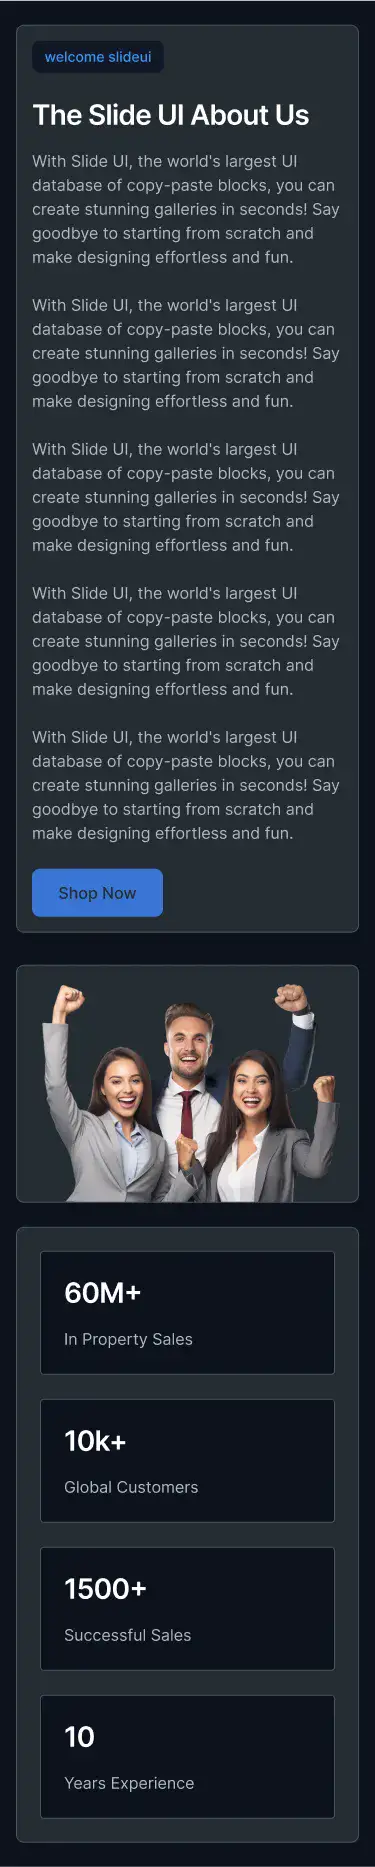 welcome slideui
The Slide UI About Us
With Slide UI, the world's largest UI
database of copy-paste blocks, you can
create stunning galleries in seconds! Say
goodbye to starting from scratch and
make designing effortless and fun.
With Slide UI, the world's largest UI
database of copy-paste blocks, you can
create stunning galleries in seconds! Say
goodbye to starting from scratch and
make designing effortless and fun.
With Slide UI, the world's largest UI
database of copy-paste blocks, you can
create stunning galleries in seconds! Say
goodbye to starting from scratch and
make designing effortless and fun.
With Slide UI, the world's largest UI
database of copy-paste blocks, you can
create stunning galleries in seconds! Say
goodbye to starting from scratch and
make designing effortless and fun.
With Slide UI, the world's largest UI
database of copy-paste blocks, you can
create stunning galleries in seconds! Say
goodbye to starting from scratch and
make designing effortless and fun.
Shop Now
60M+
In Property Sales
10k+
Global Customers
1500+
Successful Sales
10
Years Experience